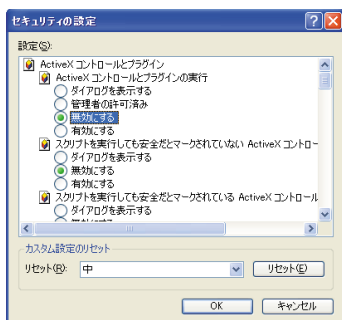 セキュリティの設定
設定(S):
ActiveX コントロールとプラグイン
ActiveX コントロールとプラグインの実行
ダイアログを表示する
管理者の許可済み
無効にする
有効にする
スクリプトを実行しても安全だとマークされていない ActiveX コントロー
ダイアログを表示する
無効にする
有効にする
スクリプトを実行しても安全だとマークされている ActiveX コントロール
ダイアログを表示する
カスタム設定のリセット
リセット(R):
中
リセット(E)
OK
キャンセル